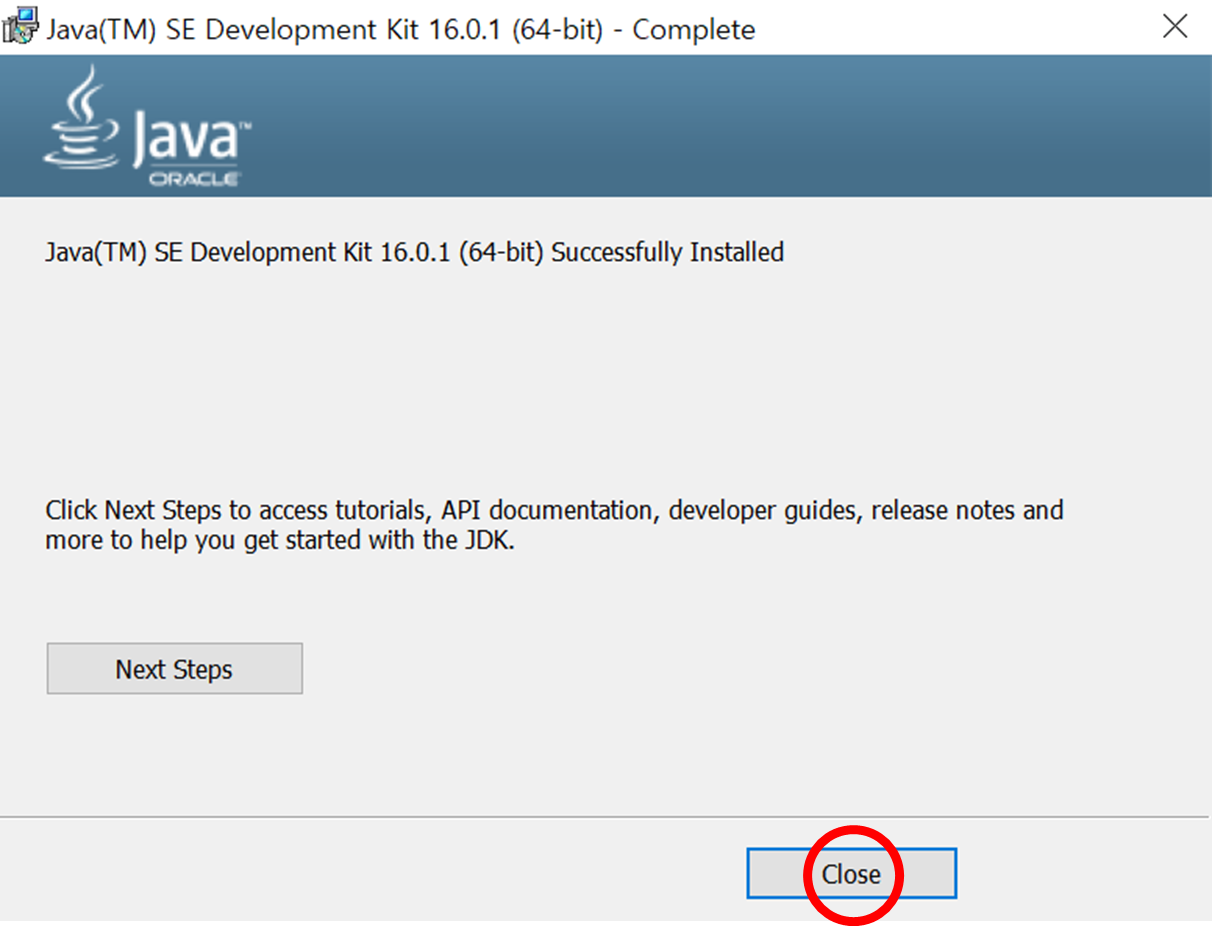 Java(TM) SE Development Kit 16.0.1 (64-bit) - Complete
Java™
ORACLE
Java(TM) SE Development Kit 16.0.1 (64-bit) Successfully Installed
Click Next Steps to access tutorials, API documentation, developer guides, release notes and
more to help you get started with the JDK.
Next Steps
Close